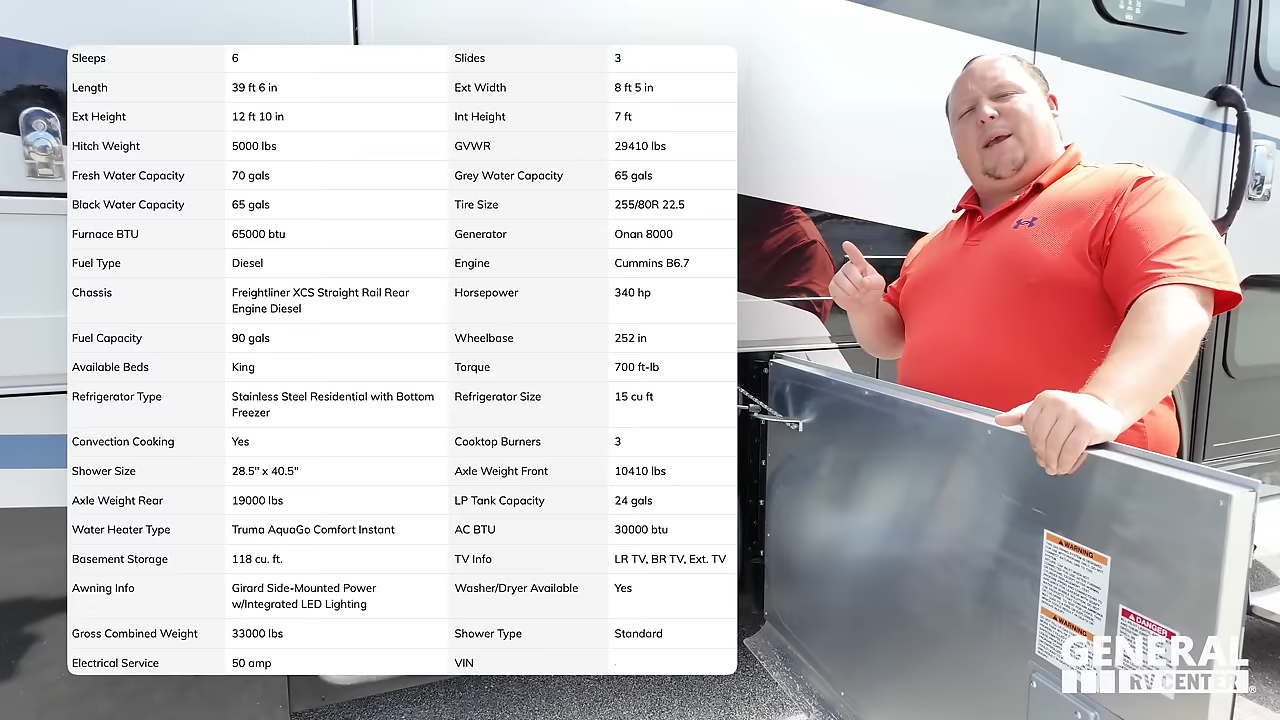 Sleeps 6 Slides 3
Length 39 ft 6 in Ext Width 8 ft 5 in
Ext Height 12 ft 10 in Int Height 7 ft
Hitch Weight 5000 lbs GVWR 29410 lbs
Fresh Water Capacity 70 gals Grey Water Capacity 65 gals
Black Water Capacity 65 gals Tire Size 255/80R 22.5
Furnace BTU 65000 btu Generator Onan 8000
Fuel Type Diesel Engine Cummins B6.7
Chassis Freightliner XCS Straight Rail Rear Horsepower 340 hp
Engine Diesel
Fuel Capacity 90 gals Wheelbase 252 in
Available Beds King Torque 700 ft-lb
Refrigerator Type Stainless Steel Residential with Bottom Refrigerator Size 15 cu ft
Freezer
Convection Cooking Yes Cooktop Burners 3
Shower Size 28.5" x 40.5" Axle Weight Front 10410 lbs
Axle Weight Rear 19000 lbs LP Tank Capacity 24 gals
Water Heater Type Truma AquaGo Comfort Instant AC BTU 30000 btu
Basement Storage 118 cu. ft. TV Info LR TV, BR TV, Ext. TV
Awning Info Girard Side-Mounted Power Washer/Dryer Available Yes
w/Integrated LED Lighting
Gross Combined Weight 33000 lbs Shower Type Standard
Electrical Service 50 amp VIN
WARNING
WARNING
DANGER
GENERAL
RV CENTER®